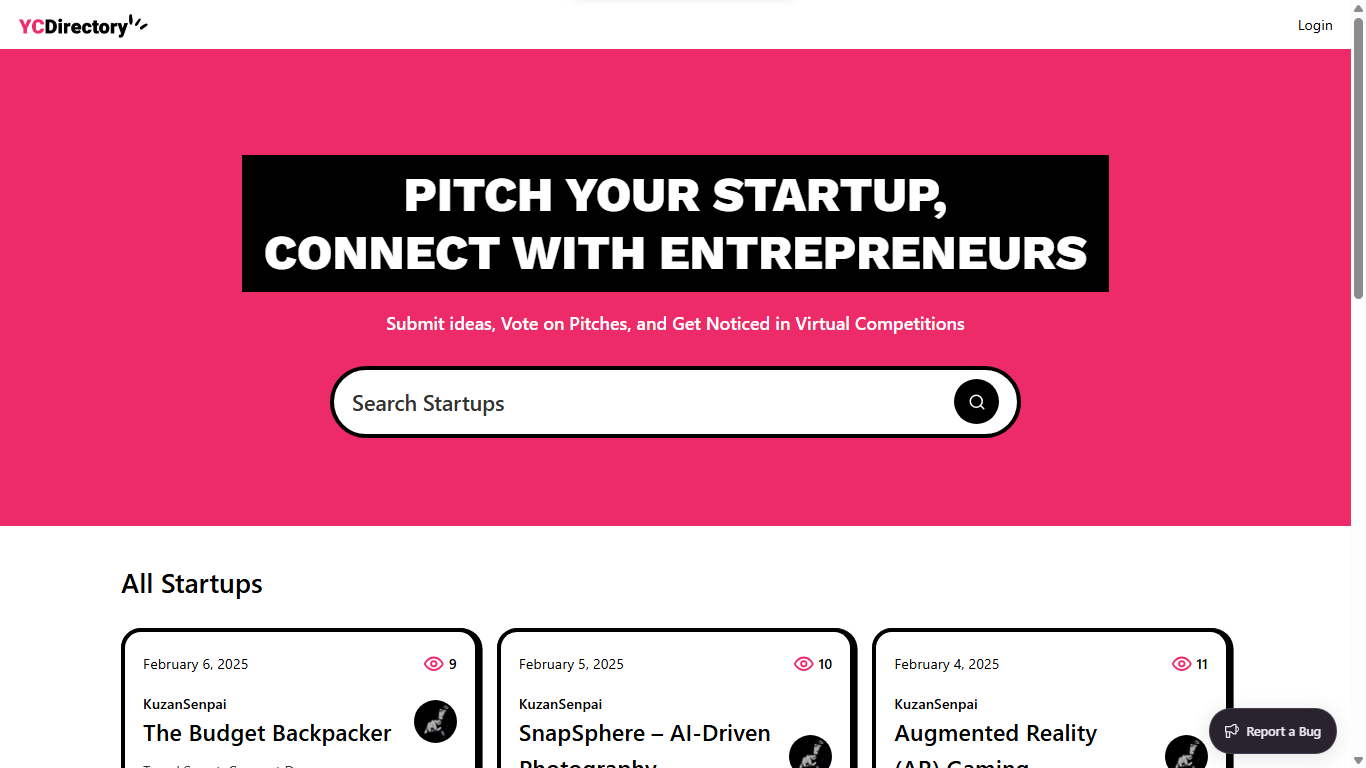 YCDirectory
Login
PITCH YOUR STARTUP,
CONNECT WITH ENTREPRENEURS
Submit ideas, Vote on Pitches, and Get Noticed in Virtual Competitions
Search Startups
All Startups
February 6, 2025
9
KuzanSenpai
The Budget Backpacker
February 5, 2025
10
KuzanSenpai
SnapSphere – AI-Driven
Photography
February 4, 2025
11
KuzanSenpai
Augmented Reality
(AR) Gaming
Report a Bug